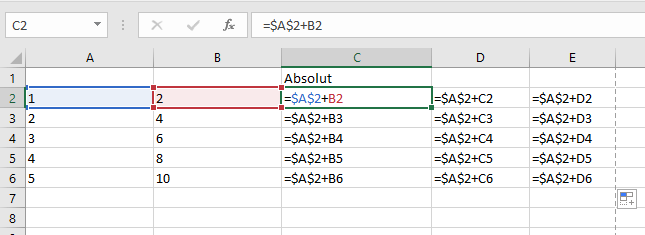 C2 fx =$A$2+B2
A B C D E
1 Absolut
2 1 2 =$A$2+B2 =$A$2+C2 =$A$2+D2
3 2 4 =$A$2+B3 =$A$2+C3 =$A$2+D3
4 3 6 =$A$2+B4 =$A$2+C4 =$A$2+D4
5 4 8 =$A$2+B5 =$A$2+C5 =$A$2+D5
6 5 10 =$A$2+B6 =$A$2+C6 =$A$2+D6
7
8